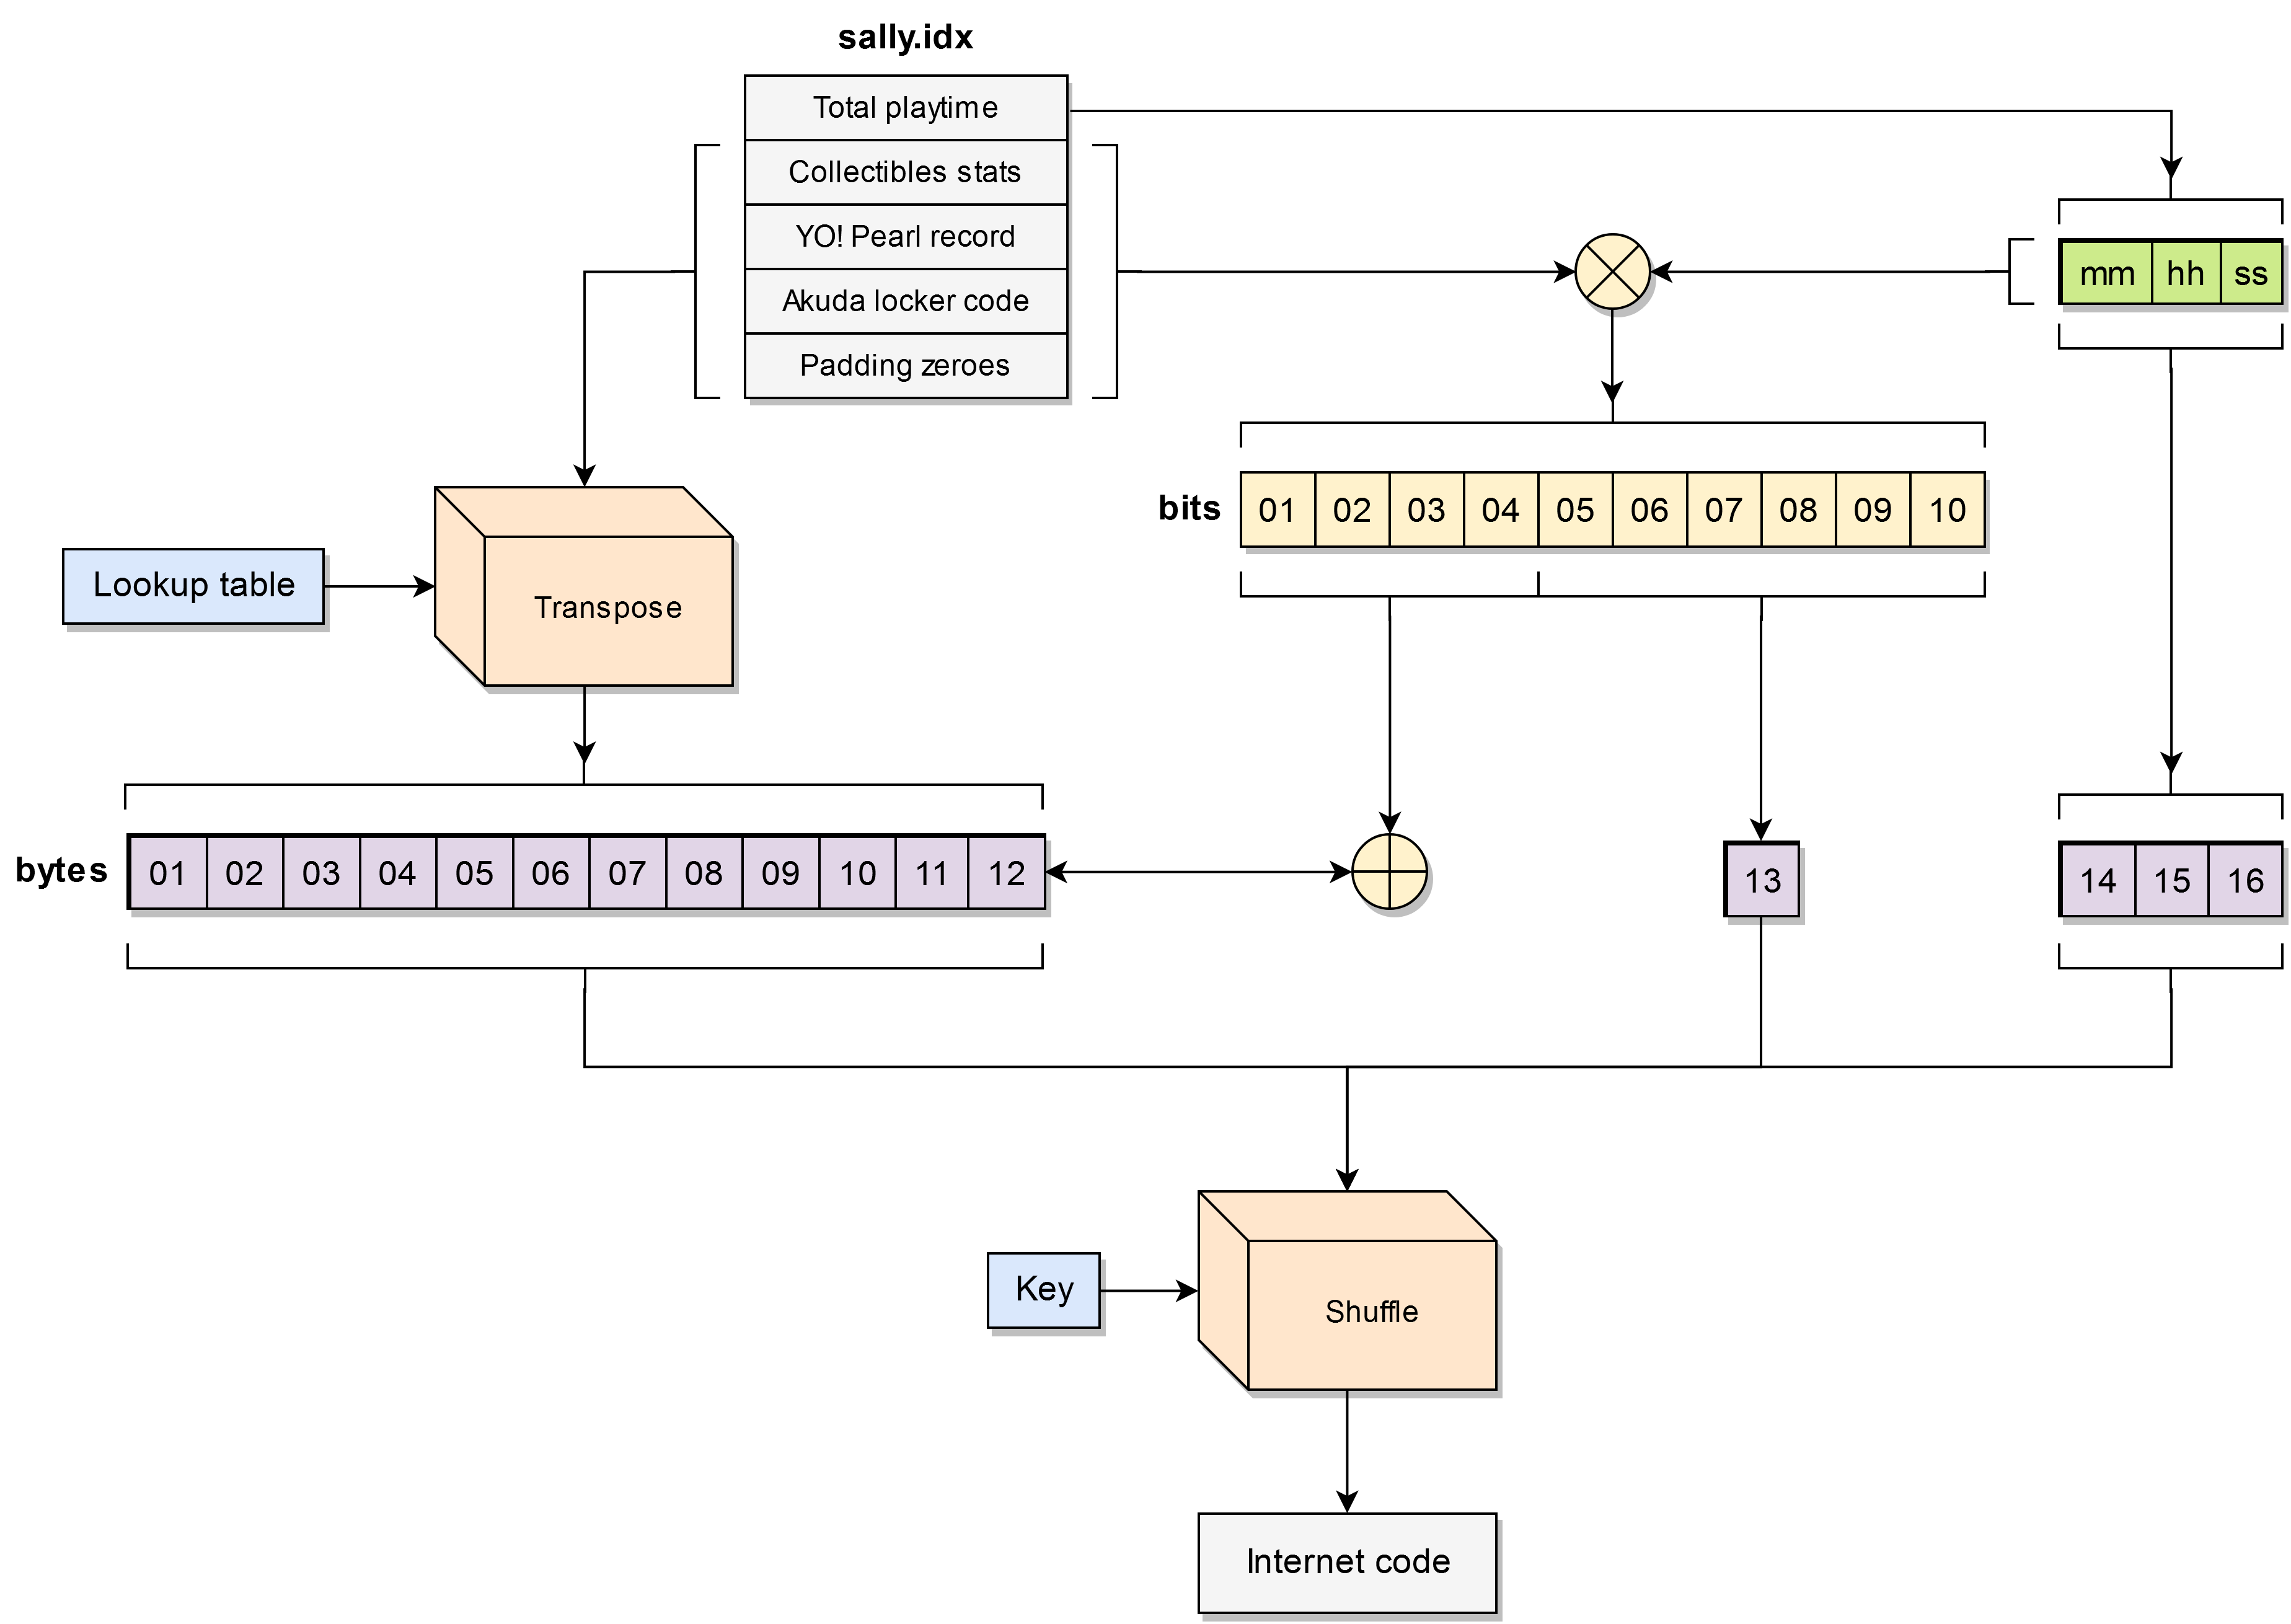 sally.idx
Total playtime
Collectibles stats
YO! Pearl record
Akuda locker code
Padding zeroes
mm hh ss
bits 01 02 03 04 05 06 07 08 09 10
Lookup table
Transpose
bytes 01 02 03 04 05 06 07 08 09 10 11 12
13
14 15 16
Key
Shuffle
Internet code